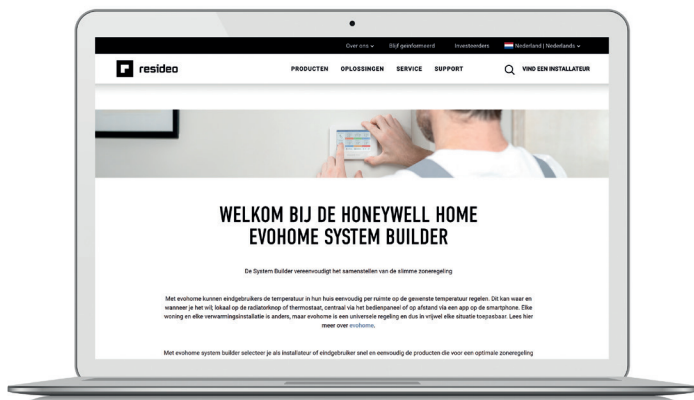 Over ons Blijf geïnformeerd Investeerders Nederland | Nederlands
resideo PRODUCTEN OPLOSSINGEN SERVICE SUPPORT VIND EEN INSTALLATEUR
WELKOM BIJ DE HONEYWELL HOME
EVOHOME SYSTEM BUILDER
De System Builder vereenvoudigt het samenstellen van de slimme zoneregeling
Met evohome kunnen eindgebruikers de temperatuur in hun huis eenvoudig per ruimte op de gewenste temperatuur regelen. Dit kan waar en
wanneer je het wil; lokaal op de radiatorknop of thermostaat, centraal via het bedienpaneel of op afstand via een app op de smartphone. Elke
woning en elke verwarmingsinstallatie is anders, maar evohome is een universele regeling en dus in vrijwel elke situatie toepasbaar. Lees hier
meer over evohome.
Met evohome system builder selecteer je als installateur of eindgebruiker snel en eenvoudig de producten die voor een optimale zoneregeling